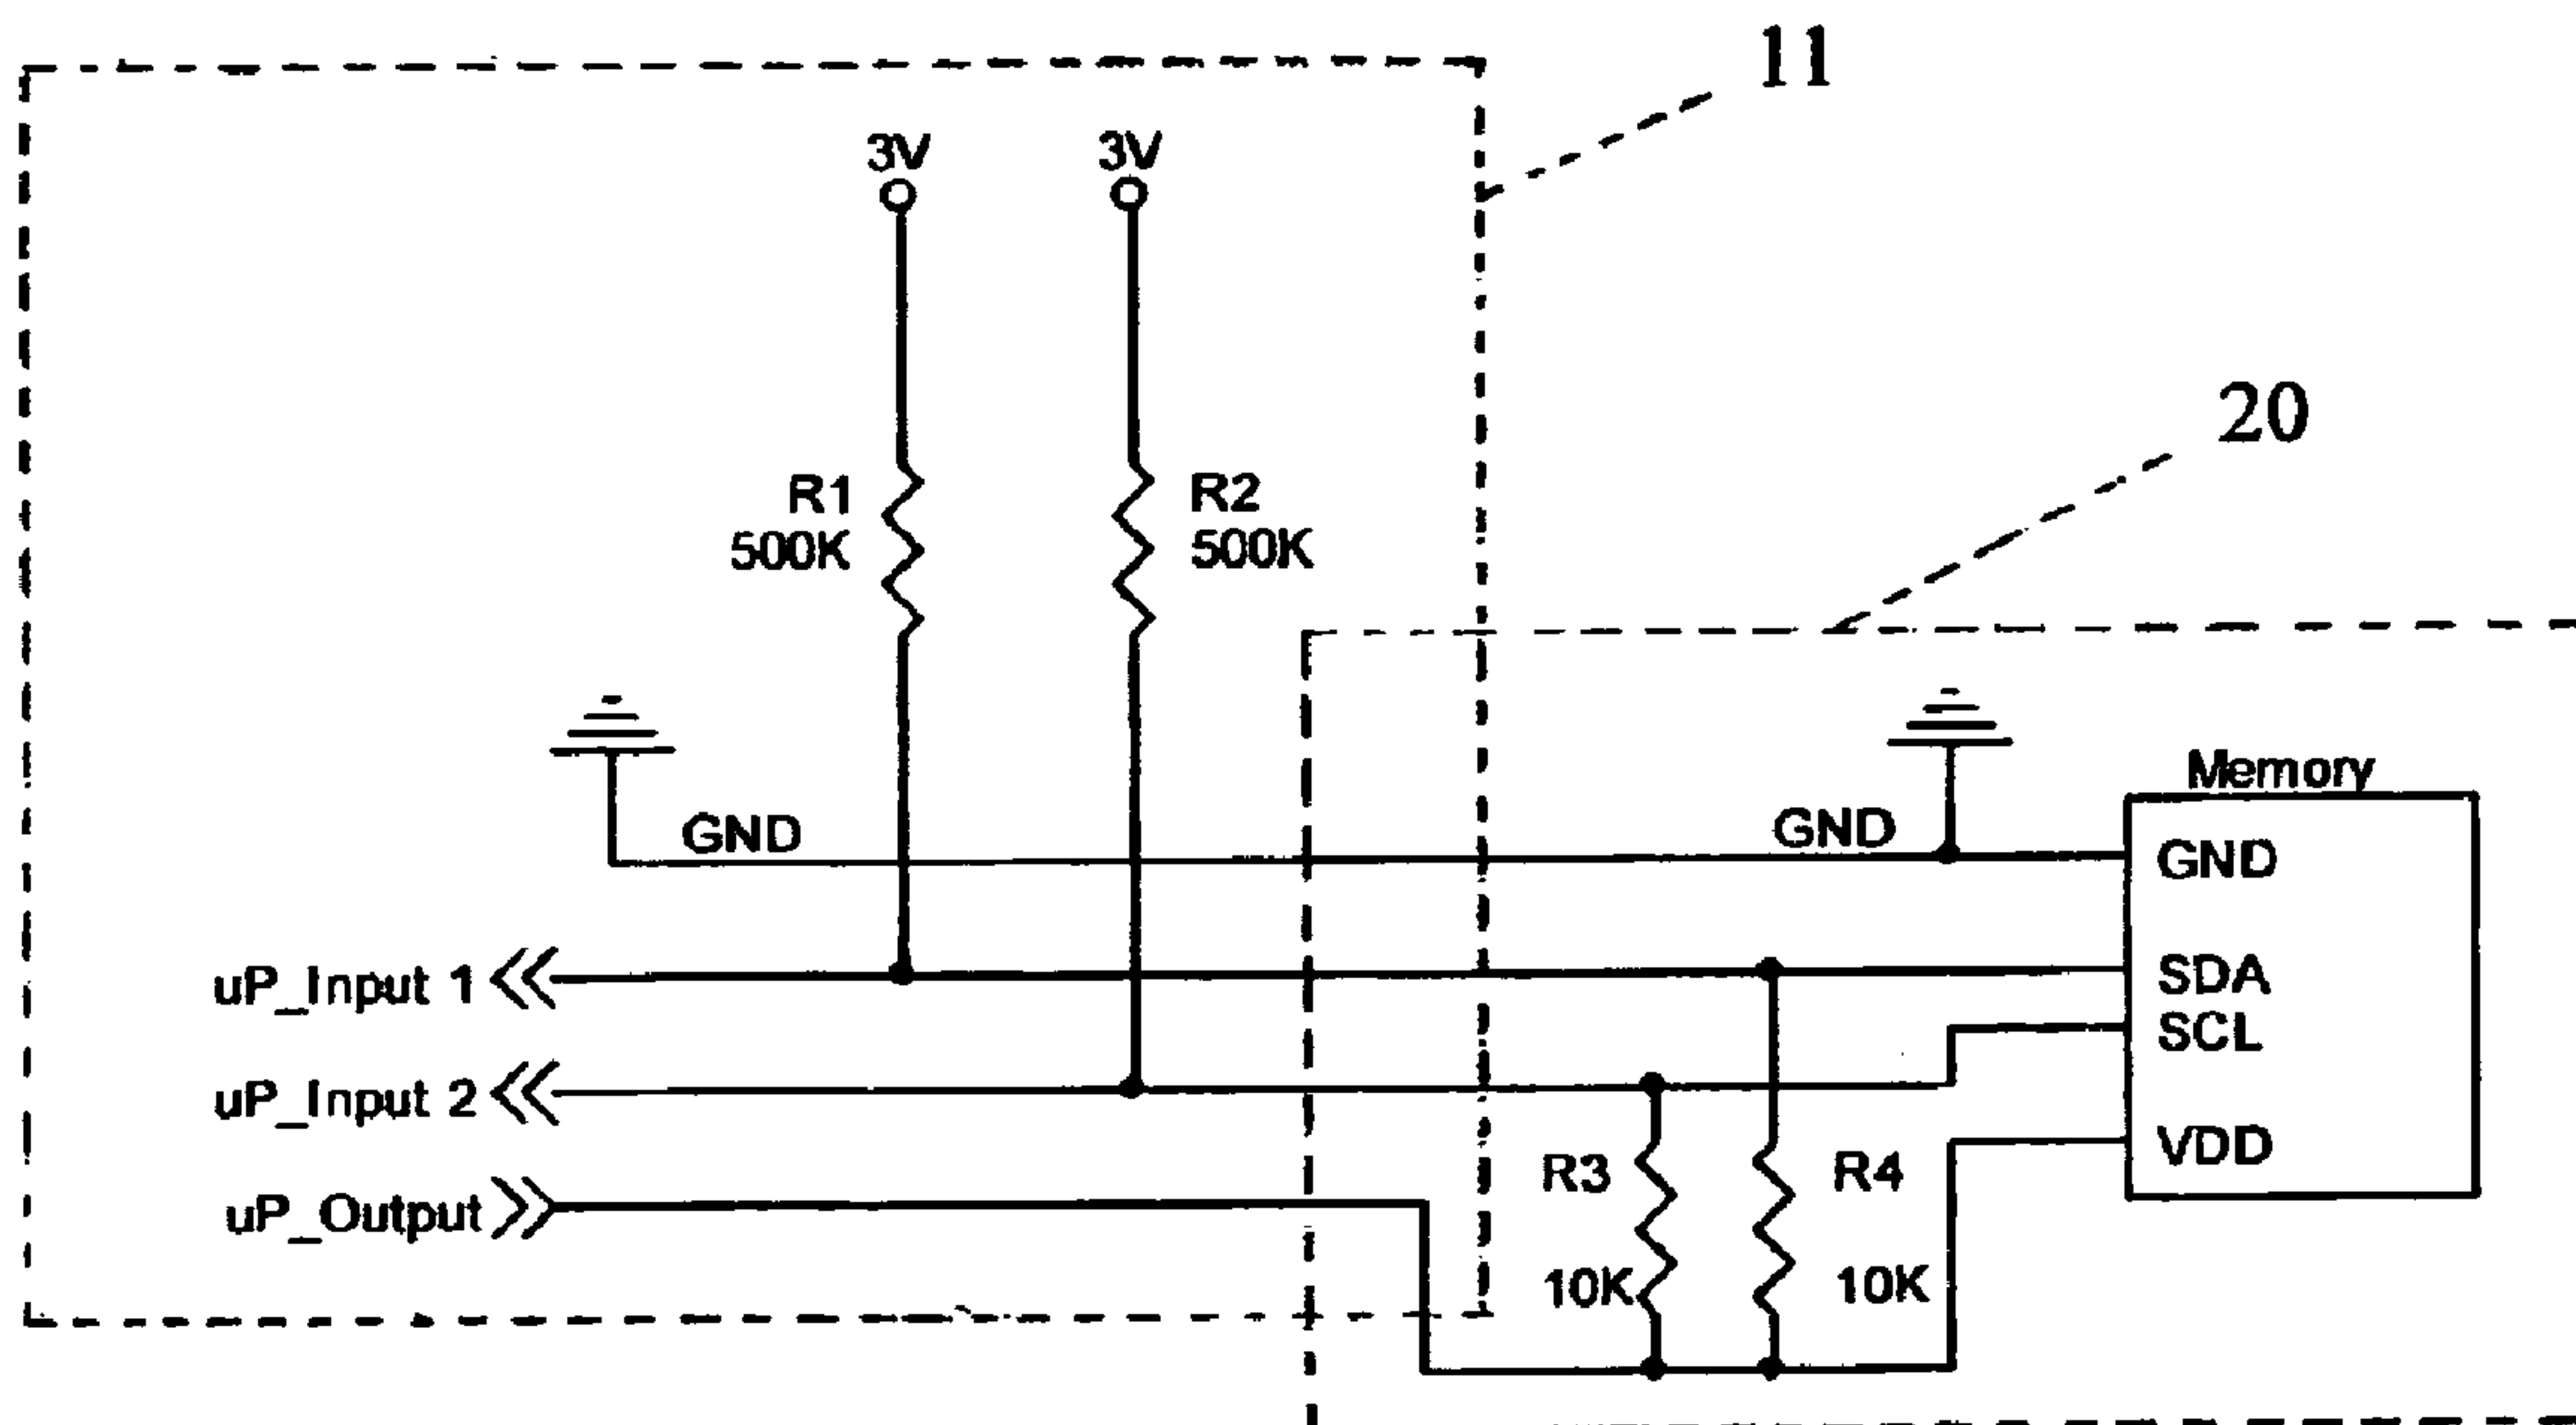 11
3V
3V
20
R1
500K
R2
500K
Memory
GND
GND
GND
uP_Input 1
SDA
SCL
uP_Input 2
VDD
R3
10K
R4
10K
uP_Output